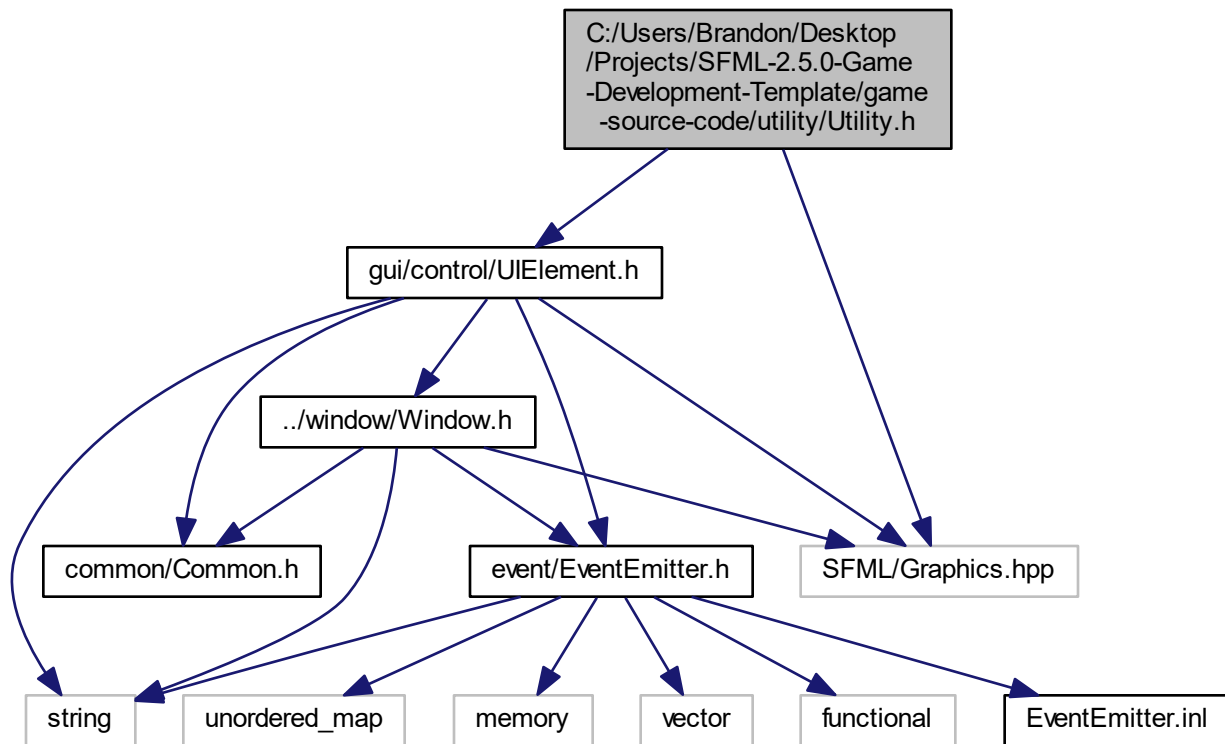 C:/Users/Brandon/Desktop
/Projects/SFML-2.5.0-Game
-Development-Template/game
-source-code/utility/Utility.h
gui/control/UIElement.h
../window/Window.h
common/Common.h
event/EventEmitter.h
SFML/Graphics.hpp
string
unordered_map
memory
vector
functional
EventEmitter.inl